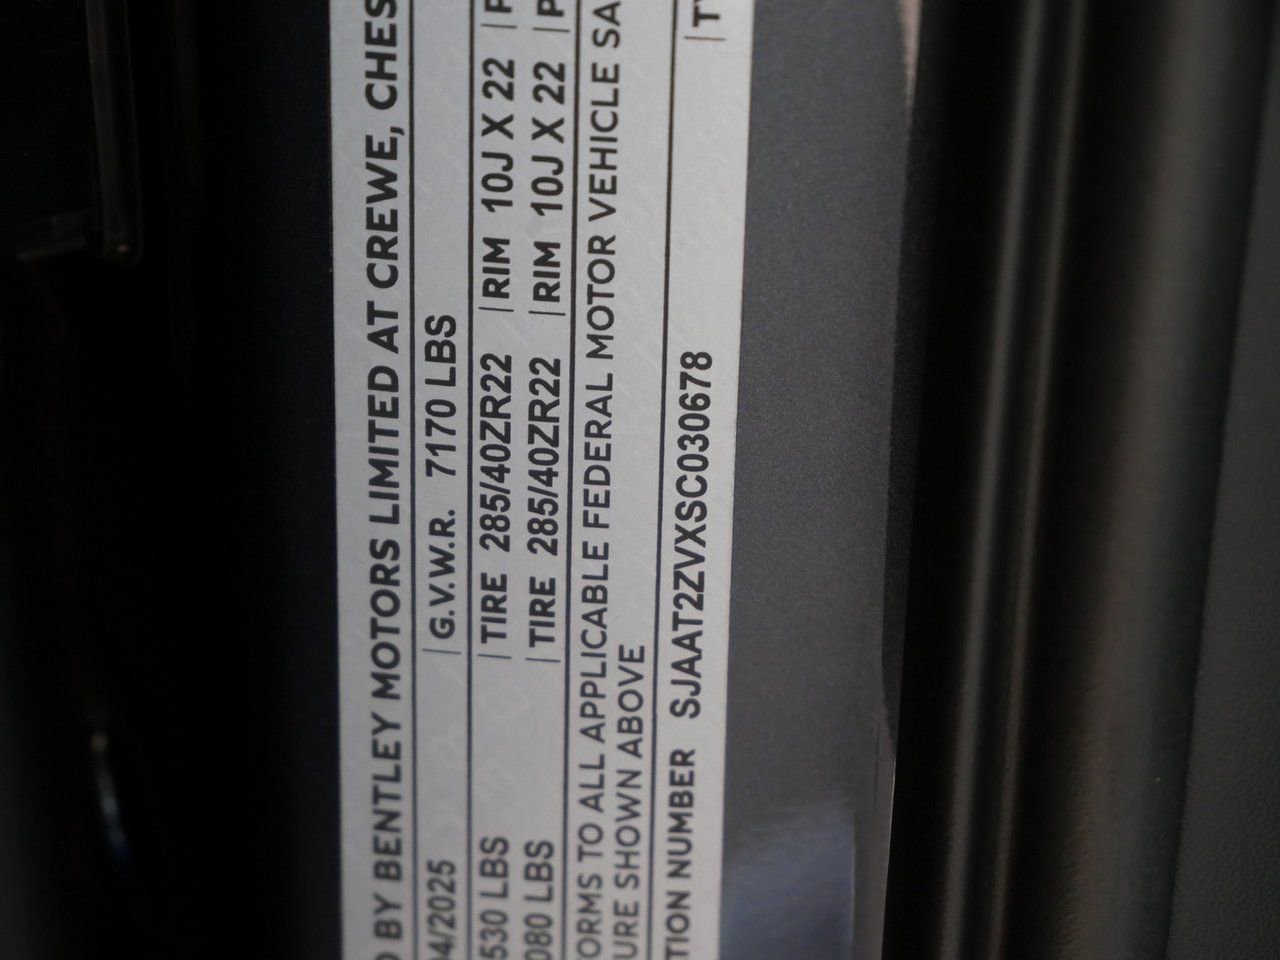 BY BENTLEY MOTORS LIMITED AT CREWE, CHES
04/2025 G.V.W.R. 7170 LBS
530 LBS TIRE 285/40ZR22 RIM 10J X 22
080 LBS TIRE 285/40ZR22 RIM 10J X 22
ORMS TO ALL APPLICABLE FEDERAL MOTOR VEHICLE SA
URE SHOWN ABOVE
TION NUMBER SJAAT2ZVXSC030678